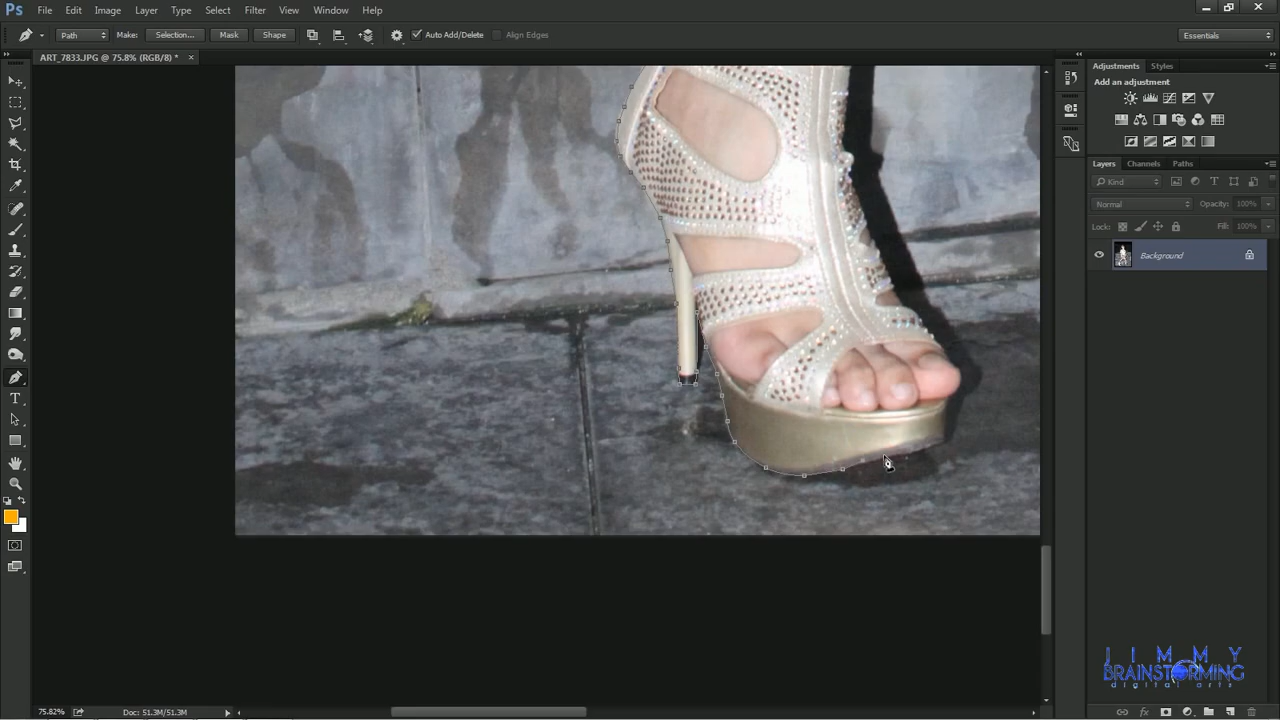 Ps File Edit Image Layer Type Select Filter View Window Help
Path Make: Selection... Mask Shape Auto Add/Delete Align Edges Essentials
ART_7833.JPG @ 75.8% (RGB/8) * ×
Adjustments Styles
Add an adjustment
Layers Channels Paths
Kind
Normal Opacity: 100%
Lock: Fill: 100%
Background
JIMMY
BRAINSTORMING
digital arts
75.82% Doc: 51.3M/51.3M